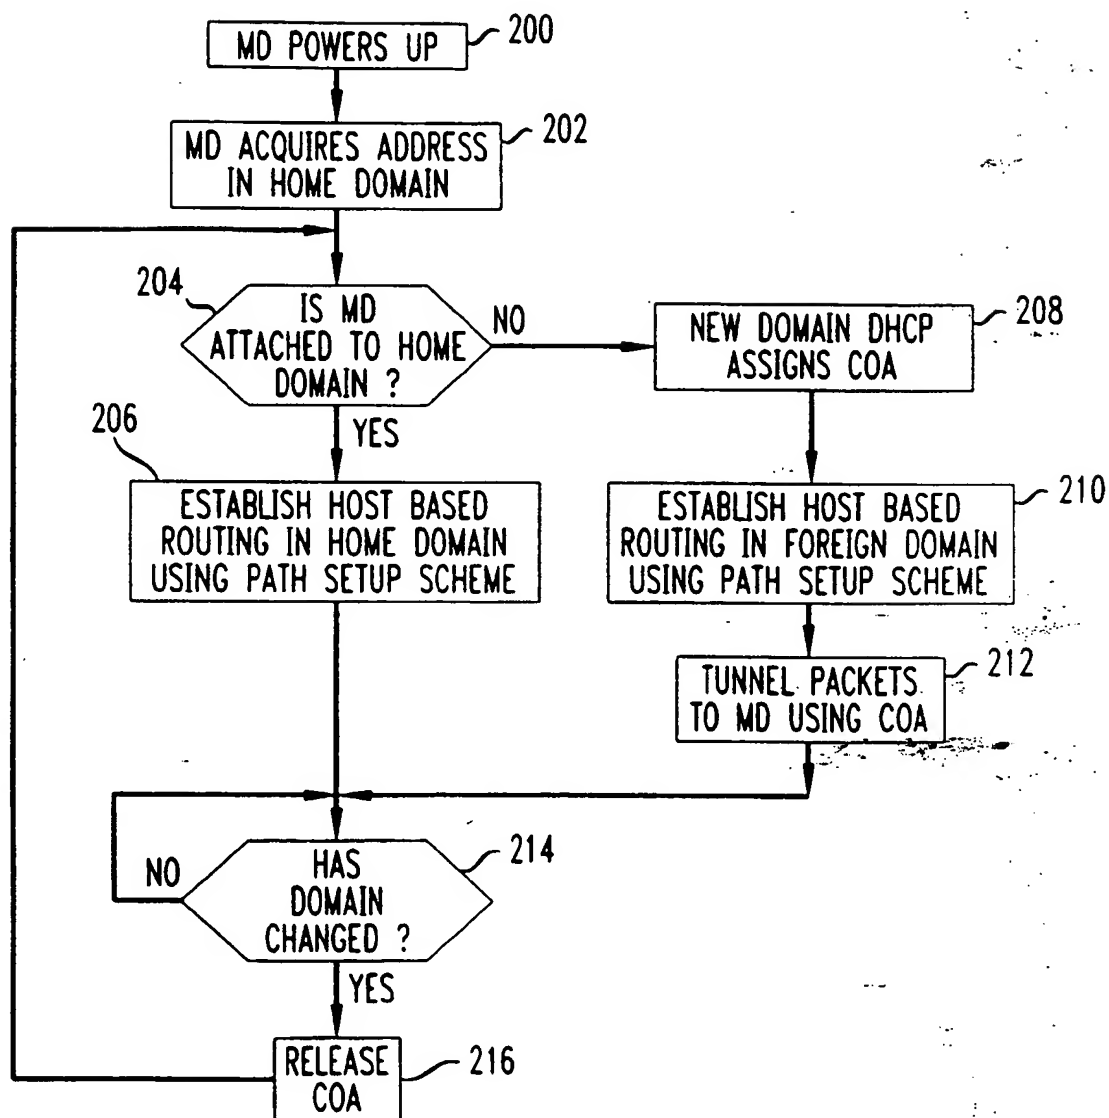 MD POWERS UP
200
MD ACQUIRES ADDRESS
IN HOME DOMAIN
202
204
IS MD
ATTACHED TO HOME
DOMAIN ?
NO
YES
NEW DOMAIN DHCP
ASSIGNS COA
208
206
ESTABLISH HOST BASED
ROUTING IN HOME DOMAIN
USING PATH SETUP SCHEME
ESTABLISH HOST BASED
ROUTING IN FOREIGN DOMAIN
USING PATH SETUP SCHEME
210
TUNNEL PACKETS
TO MD USING COA
212
HAS
DOMAIN
CHANGED ?
214
NO
YES
RELEASE
COA
216